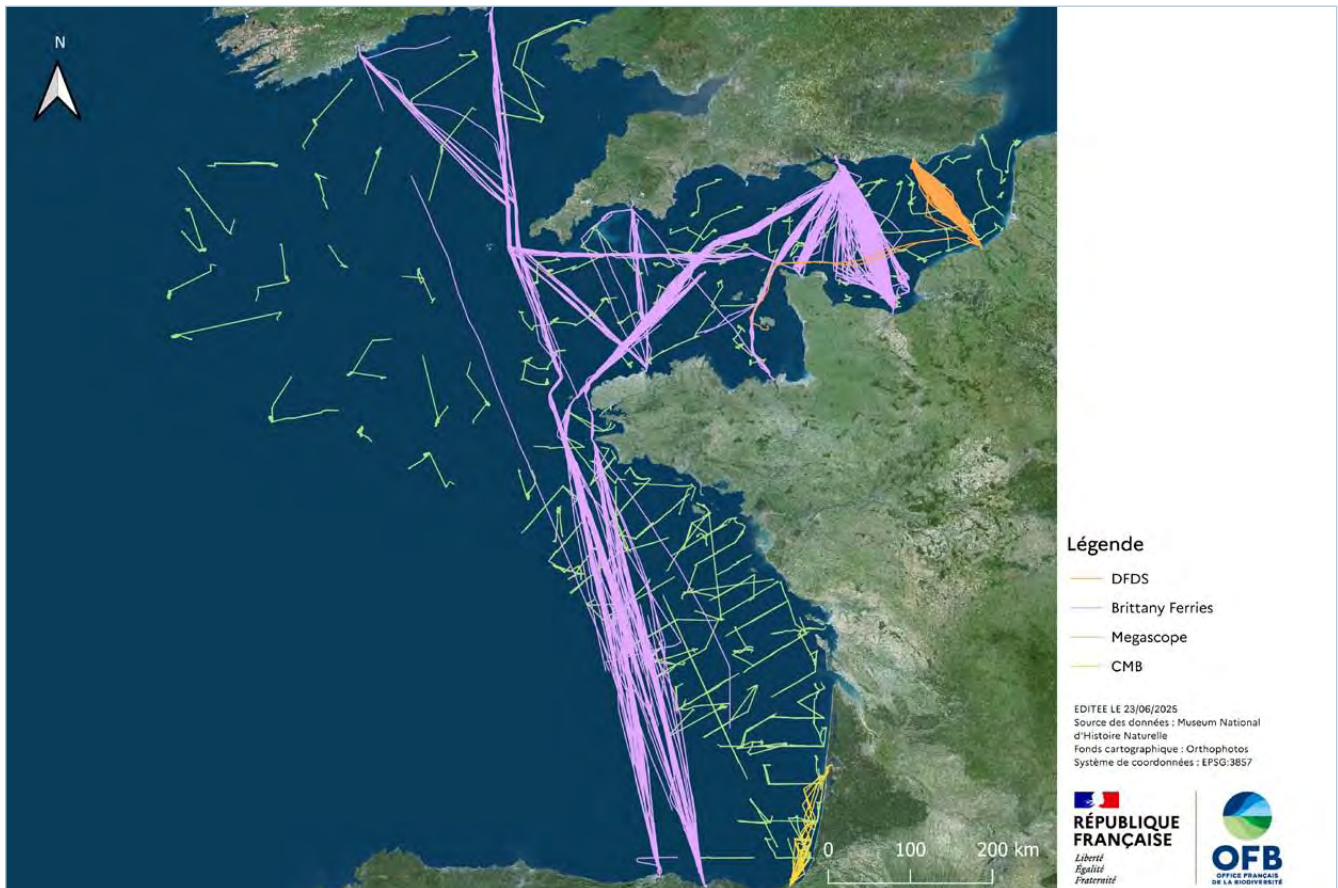 N
Légende
DFDS
Brittany Ferries
Megascope
CMB
EDITEE LE 23/06/2025
Source des données : Museum National
d'Histoire Naturelle
Fonds cartographique : Orthophotos
Système de coordonnées : EPSG:3857
0 100 200 km
RÉPUBLIQUE
FRANÇAISE
Liberté
Égalité
Fraternité
OFB
OFFICE FRANÇAIS
DE LA BIODIVERSITÉ